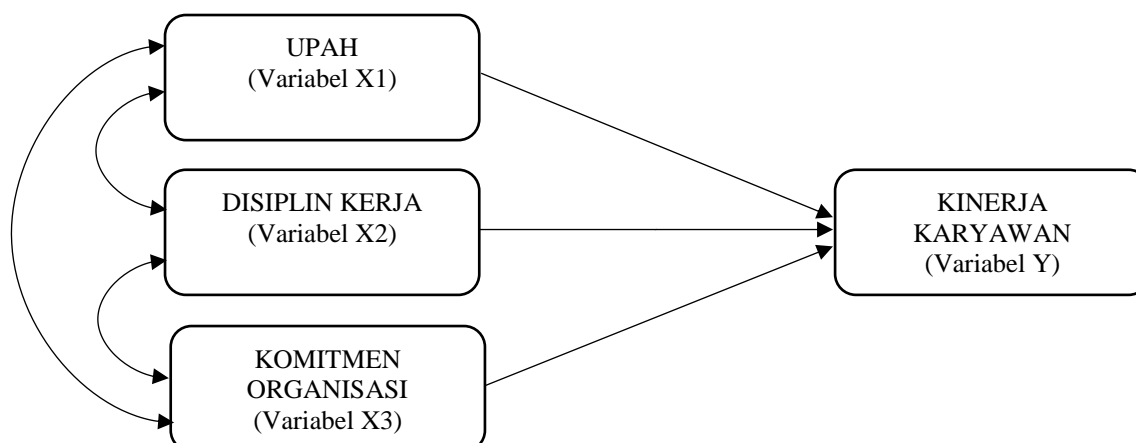 UPAH
(Variabel X1)
DISIPLIN KERJA
(Variabel X2)
KOMITMEN
ORGANISASI
(Variabel X3)
KINERJA
KARYAWAN
(Variabel Y)